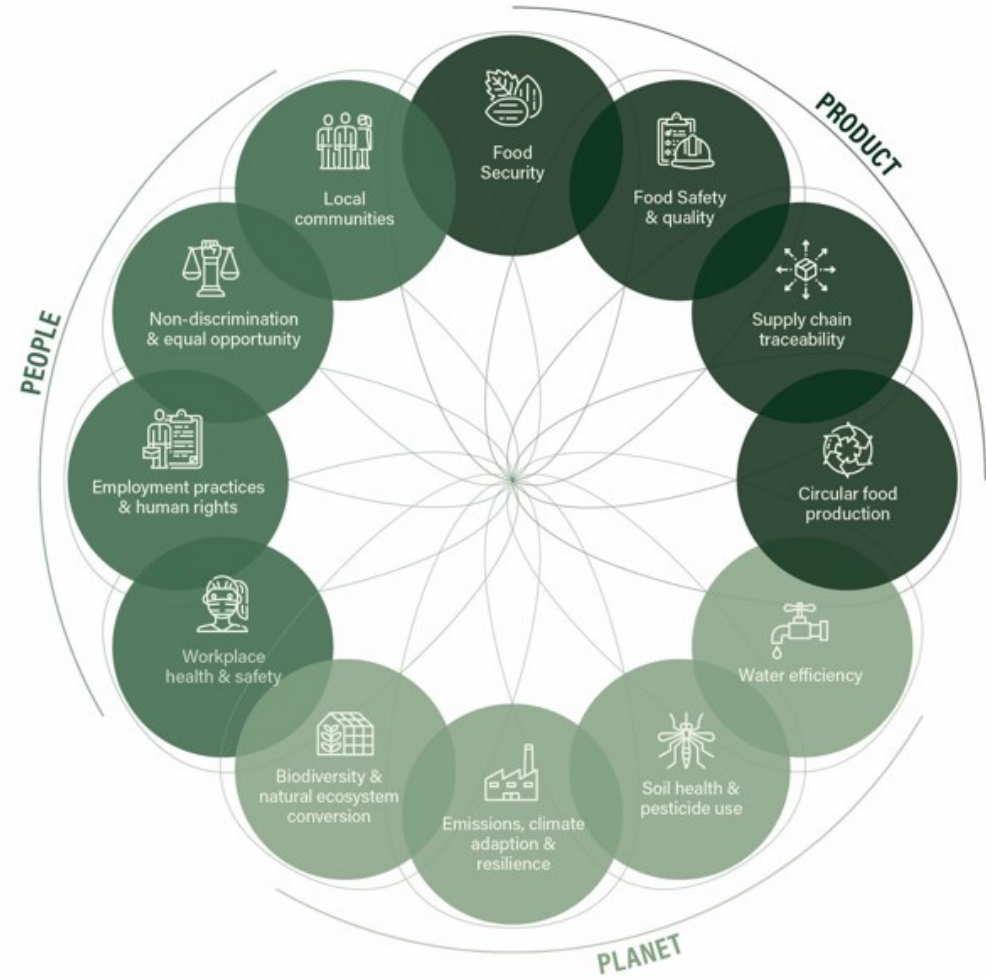 PRODUCT
Food
Security
Food Safety
& quality
Supply chain
traceability
Circular food
production
Water efficiency
Soil health &
pesticide use
Emissions, climate
adaption &
resilience
Biodiversity &
natural ecosystem
conversion
PLANET
Workplace
health & safety
Employment practices
& human rights
Non-discrimination
& equal opportunity
Local
communities
PEOPLE